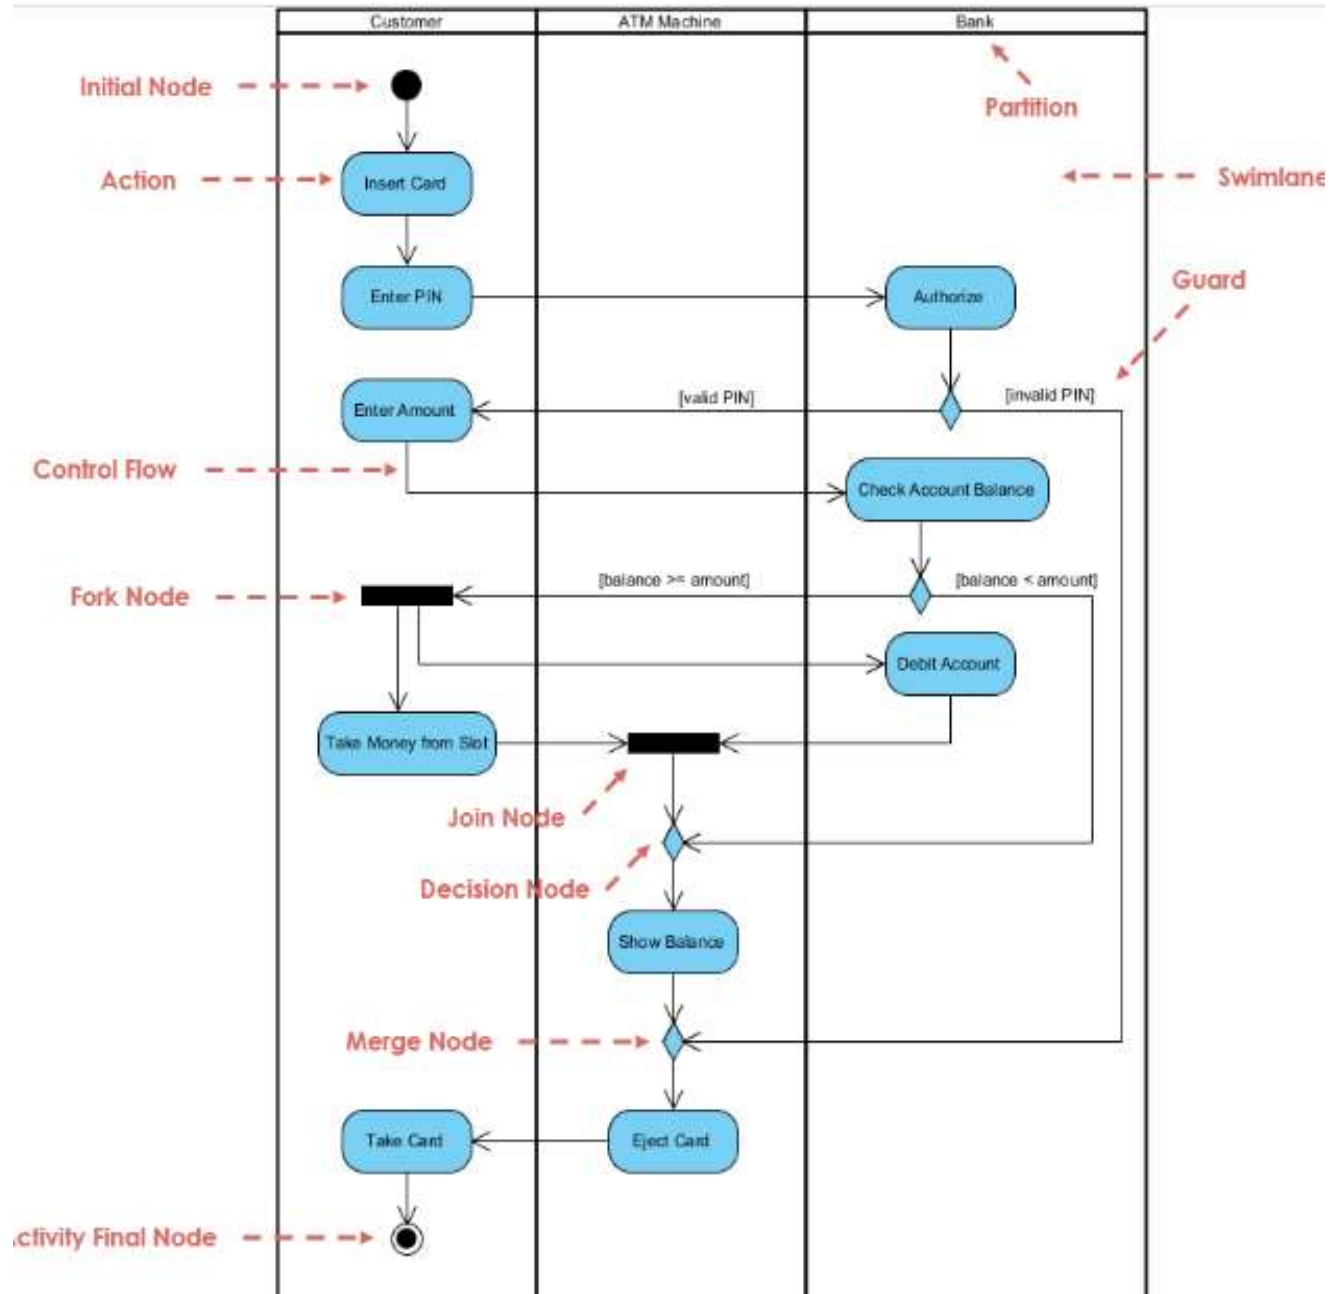 Customer
ATM Machine
Bank
Initial Node
Partition
Action
Insert Card
Swimlane
Guard
Enter PIN
Authorize
[valid PIN]
[invalid PIN]
Enter Amount
Control Flow
Check Account Balance
[balance >= amount]
[balance < amount]
Fork Node
Debit Account
Take Money from Slot
Join Node
Decision Node
Show Balance
Merge Node
Take Card
Eject Card
ctivity Final Node